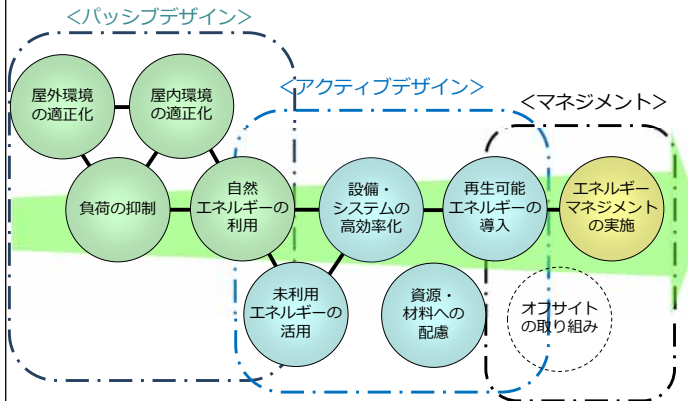 ＜パッシブデザイン＞
屋外環境
の適正化
屋内環境
の適正化
負荷の抑制
自然
エネルギーの
利用
＜アクティブデザイン＞
設備・
システムの
高効率化
再生可能
エネルギーの
導入
未利用
エネルギーの
活用
資源・
材料への
配慮
＜マネジメント＞
エネルギー
マネジメント
の実施
オフサイト
の取り組み